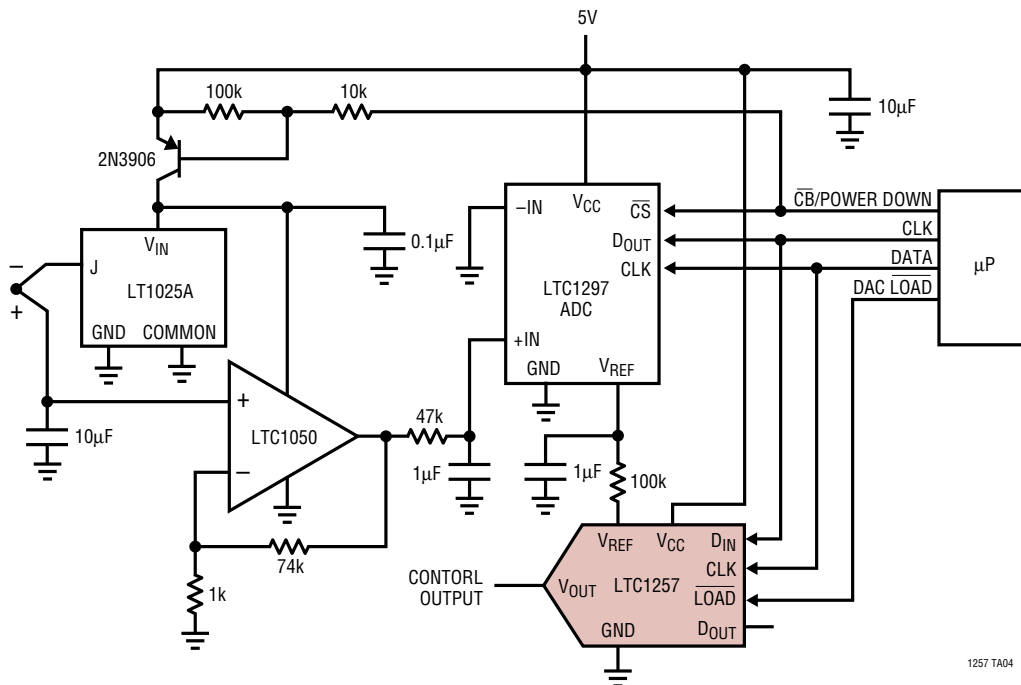 5V
100k
10k
10µF
2N3906
–IN
VCC
CS
CB/POWER DOWN
DOUT
CLK
CLK
DATA
DAC LOAD
µP
VIN
0.1µF
J
LT1025A
LTC1297
ADC
–
+
GND
COMMON
+IN
GND
VREF
+
10µF
LTC1050
–
47k
1µF
1µF
100k
74k
1k
VREF
VCC
DIN
CLK
CONTORL
OUTPUT
VOUT
LTC1257
LOAD
GND
DOUT
1257 TA04